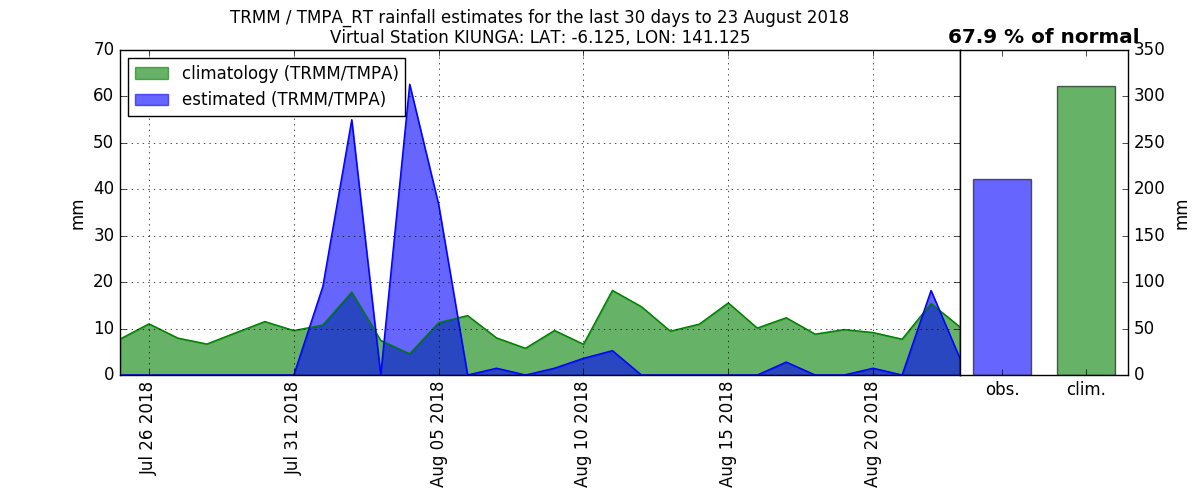 TRMM / TMPA_RT rainfall estimates for the last 30 days to 23 August 2018
Virtual Station KIUNGA: LAT: -6.125, LON: 141.125
67.9 % of normal
climatology (TRMM/TMPA)
estimated (TRMM/TMPA)
70
60
50
40
30
20
10
0
mm
Jul 26 2018
Jul 31 2018
Aug 05 2018
Aug 10 2018
Aug 15 2018
Aug 20 2018
350
300
250
200
150
100
50
0
mm
obs.
clim.